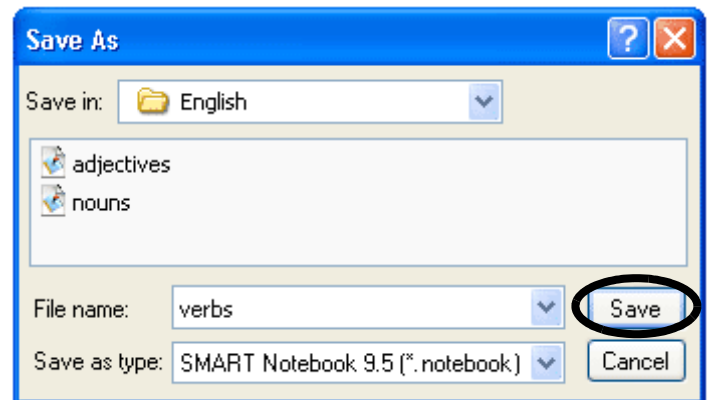 Save As
Save in: English
adjectives
nouns
File name: verbs Save
Save as type: SMART Notebook 9.5 (*.notebook) Cancel